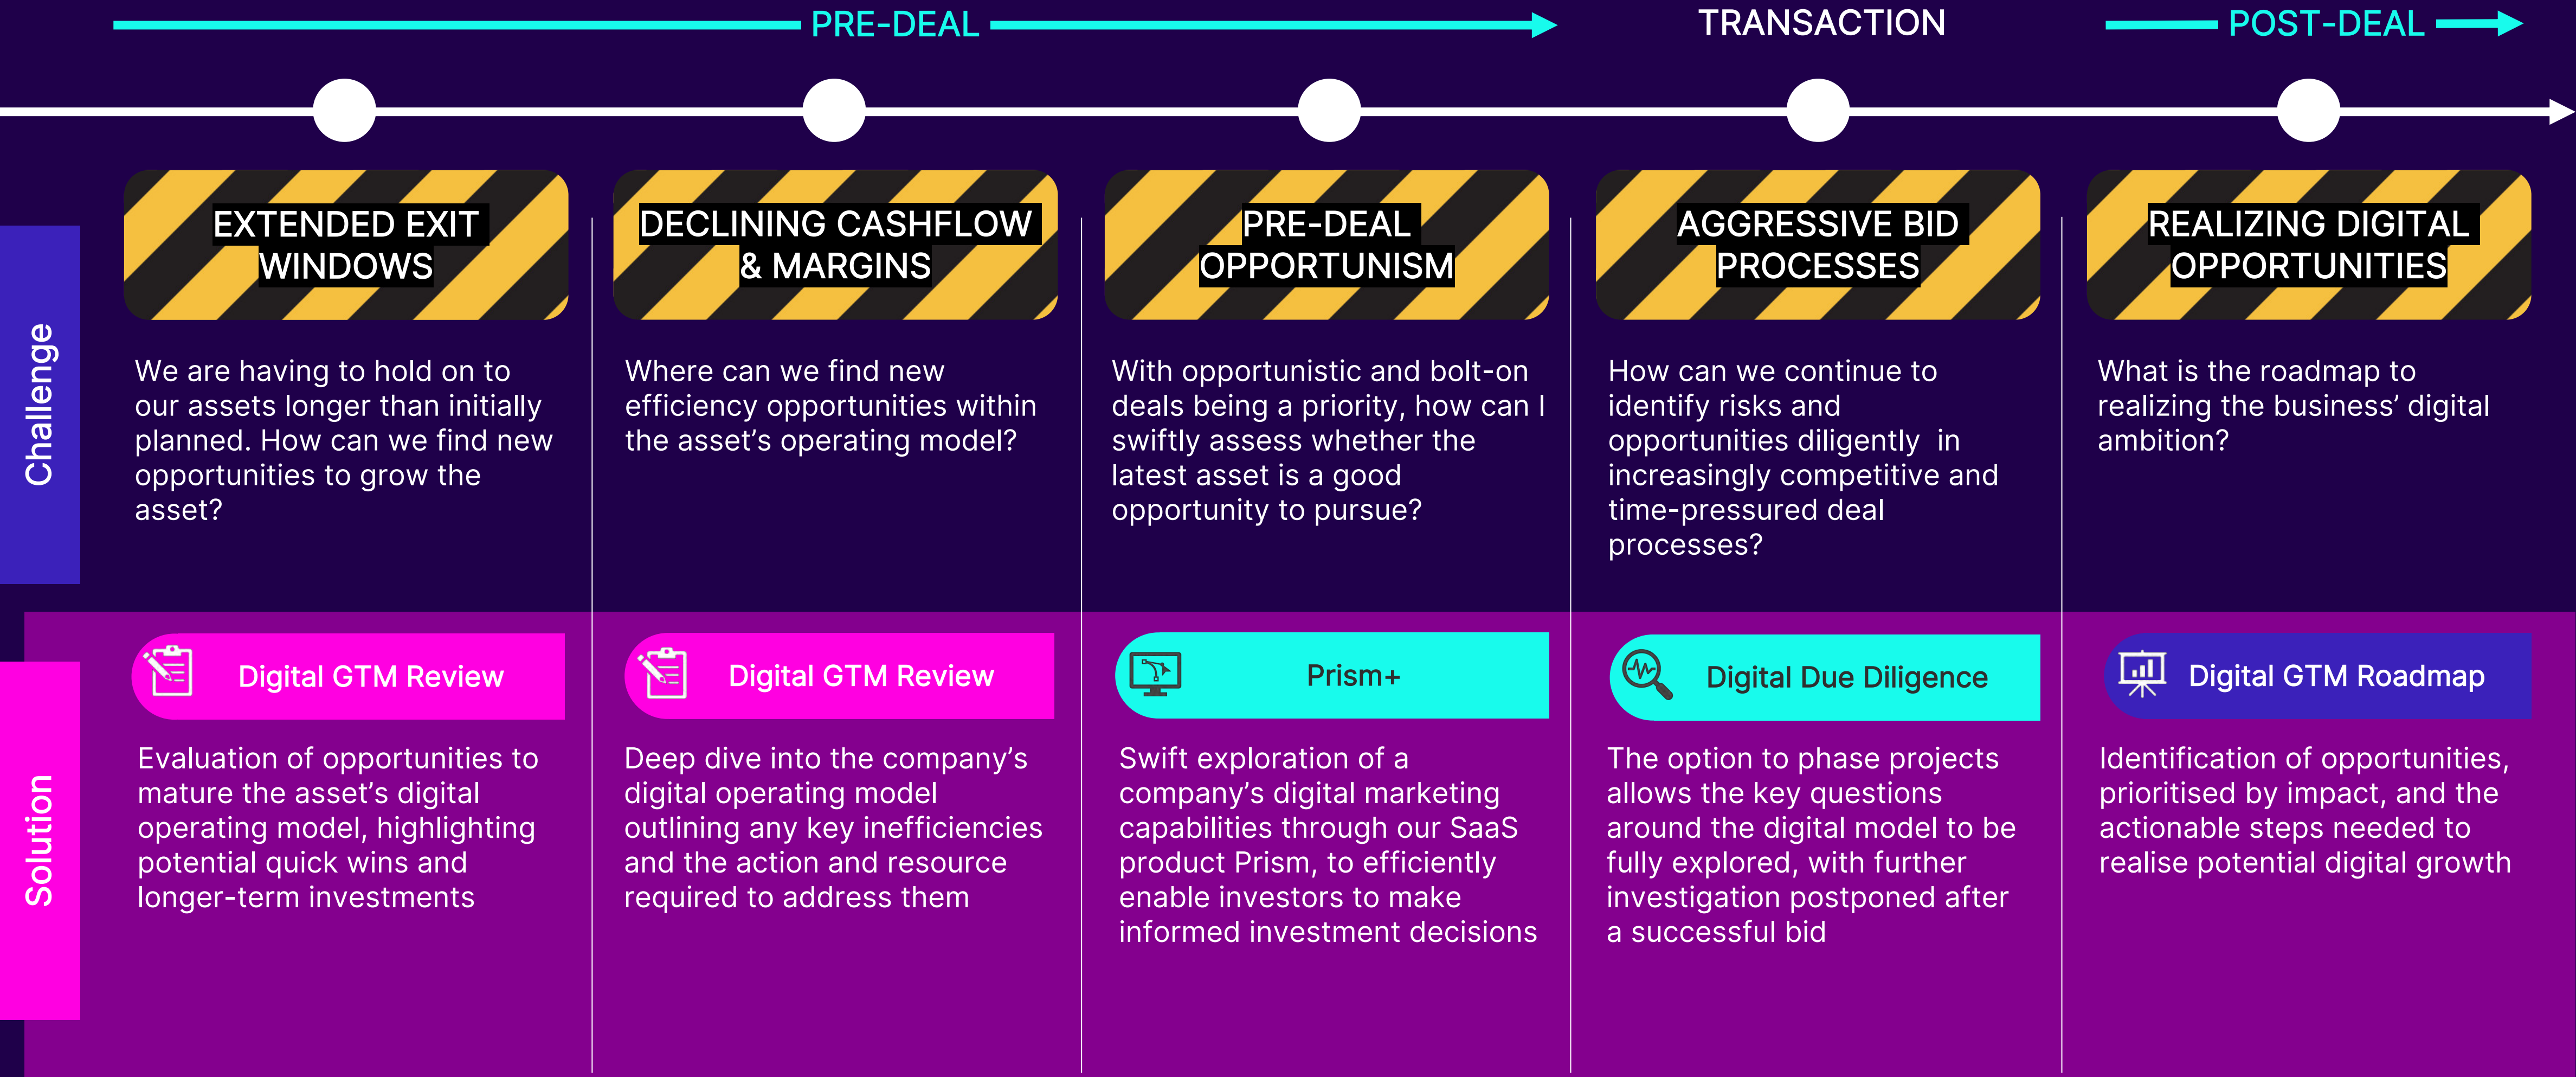 PRE-DEAL
TRANSACTION
POST-DEAL
EXTENDED EXIT
WINDOWS
DECLINING CASHFLOW
& MARGINS
PRE-DEAL
OPPORTUNISM
AGGRESSIVE BID
PROCESSES
REALIZING DIGITAL
OPPORTUNITIES
Challenge
We are having to hold on to
our assets longer than initially
planned. How can we find new
opportunities to grow the
asset?
Where can we find new
efficiency opportunities within
the asset’s operating model?
With opportunistic and bolt-on
deals being a priority, how can I
swiftly assess whether the
latest asset is a good
opportunity to pursue?
How can we continue to
identify risks and
opportunities diligently  in
increasingly competitive and
time-pressured deal
processes?
What is the roadmap to
realizing the business’ digital
ambition?
Solution
Digital GTM Review
Evaluation of opportunities to
mature the asset’s digital
operating model, highlighting
potential quick wins and
longer-term investments
Digital GTM Review
Deep dive into the company’s
digital operating model
outlining any key inefficiencies
and the action and resource
required to address them
Prism+
Swift exploration of a
company’s digital marketing
capabilities through our SaaS
product Prism, to efficiently
enable investors to make
informed investment decisions
Digital Due Diligence
The option to phase projects
allows the key questions
around the digital model to be
fully explored, with further
investigation postponed after
a successful bid
Digital GTM Roadmap
Identification of opportunities,
prioritised by impact, and the
actionable steps needed to
realise potential digital growth